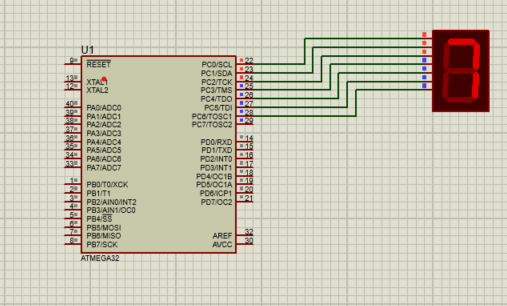 U1
9 RESET PC0/SCL 22
PC1/SDA 23
13 XTAL1 PC2/TCK 24
12 XTAL2 PC3/TMS 25
PC4/TDO 26
40 PA0/ADC0 PC5/TDI 27
39 PA1/ADC1 PC6/TOSC1 28
38 PA2/ADC2 PC7/TOSC2 29
37 PA3/ADC3
36 PA4/ADC4 PD0/RXD 14
35 PA5/ADC5 PD1/TXD 15
34 PA6/ADC6 PD2/INT0 16
33 PA7/ADC7 PD3/INT1 17
PD4/OC1B 18
1 PB0/T0/XCK PD5/OC1A 19
2 PB1/T1 PD6/ICP1 20
3 PB2/AIN0/INT2 PD7/OC2 21
4 PB3/AIN1/OC0
5 PB4/SS
6 PB5/MOSI
7 PB6/MISO AREF 32
8 PB7/SCK AVCC 30
ATMEGA32
7